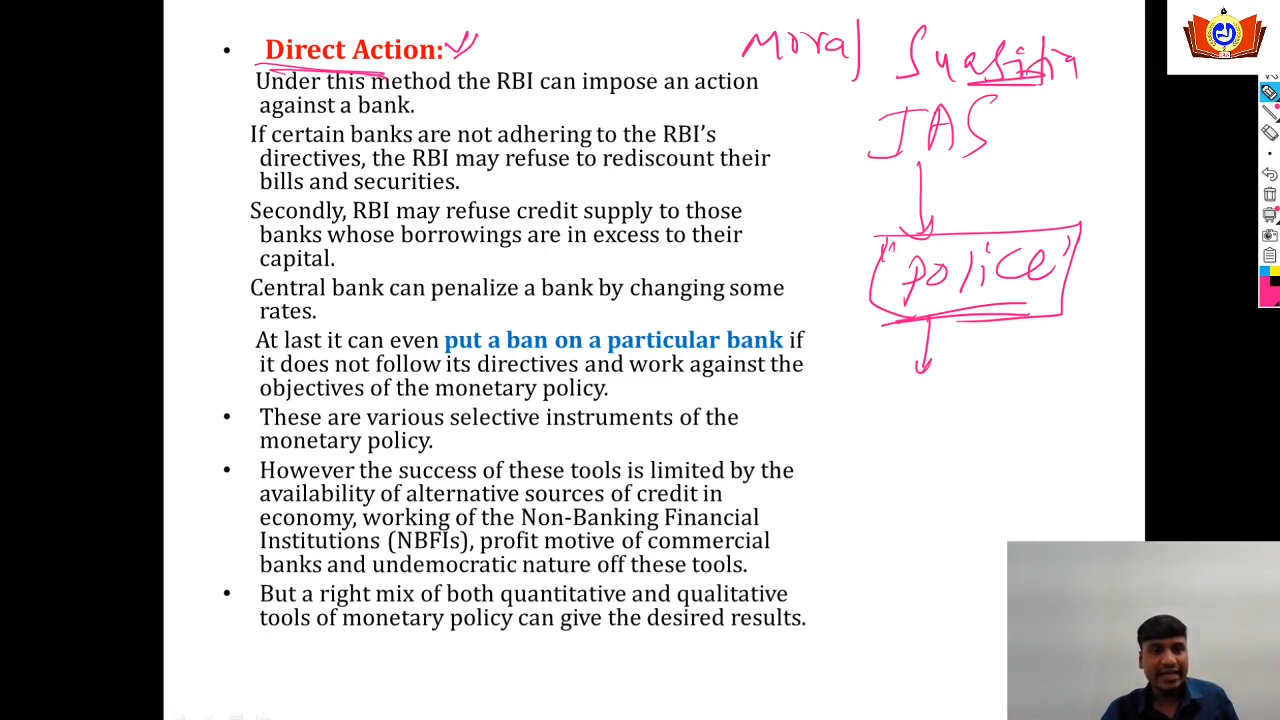 • Direct Action:
Under this method the RBI can impose an action
against a bank.
If certain banks are not adhering to the RBI's
directives, the RBI may refuse to rediscount their
bills and securities.
Secondly, RBI may refuse credit supply to those
banks whose borrowings are in excess to their
capital.
Central bank can penalize a bank by changing some
rates.
At last it can even put a ban on a particular bank if
it does not follow its directives and work against the
objectives of the monetary policy.
• These are various selective instruments of the
monetary policy.
• However the success of these tools is limited by the
availability of alternative sources of credit in
economy, working of the Non-Banking Financial
Institutions (NBFIs), profit motive of commercial
banks and undemocratic nature off these tools.
• But a right mix of both quantitative and qualitative
tools of monetary policy can give the desired results.
Moral
IAS
"police"